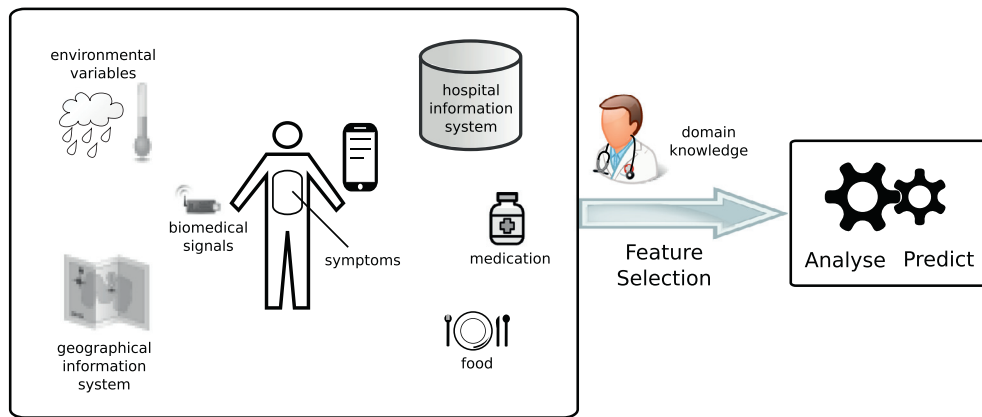 environmental
variables
hospital
information
system
biomedical
signals
symptoms
medication
geographical
information
system
food
domain
knowledge
Feature
Selection
Analyse Predict